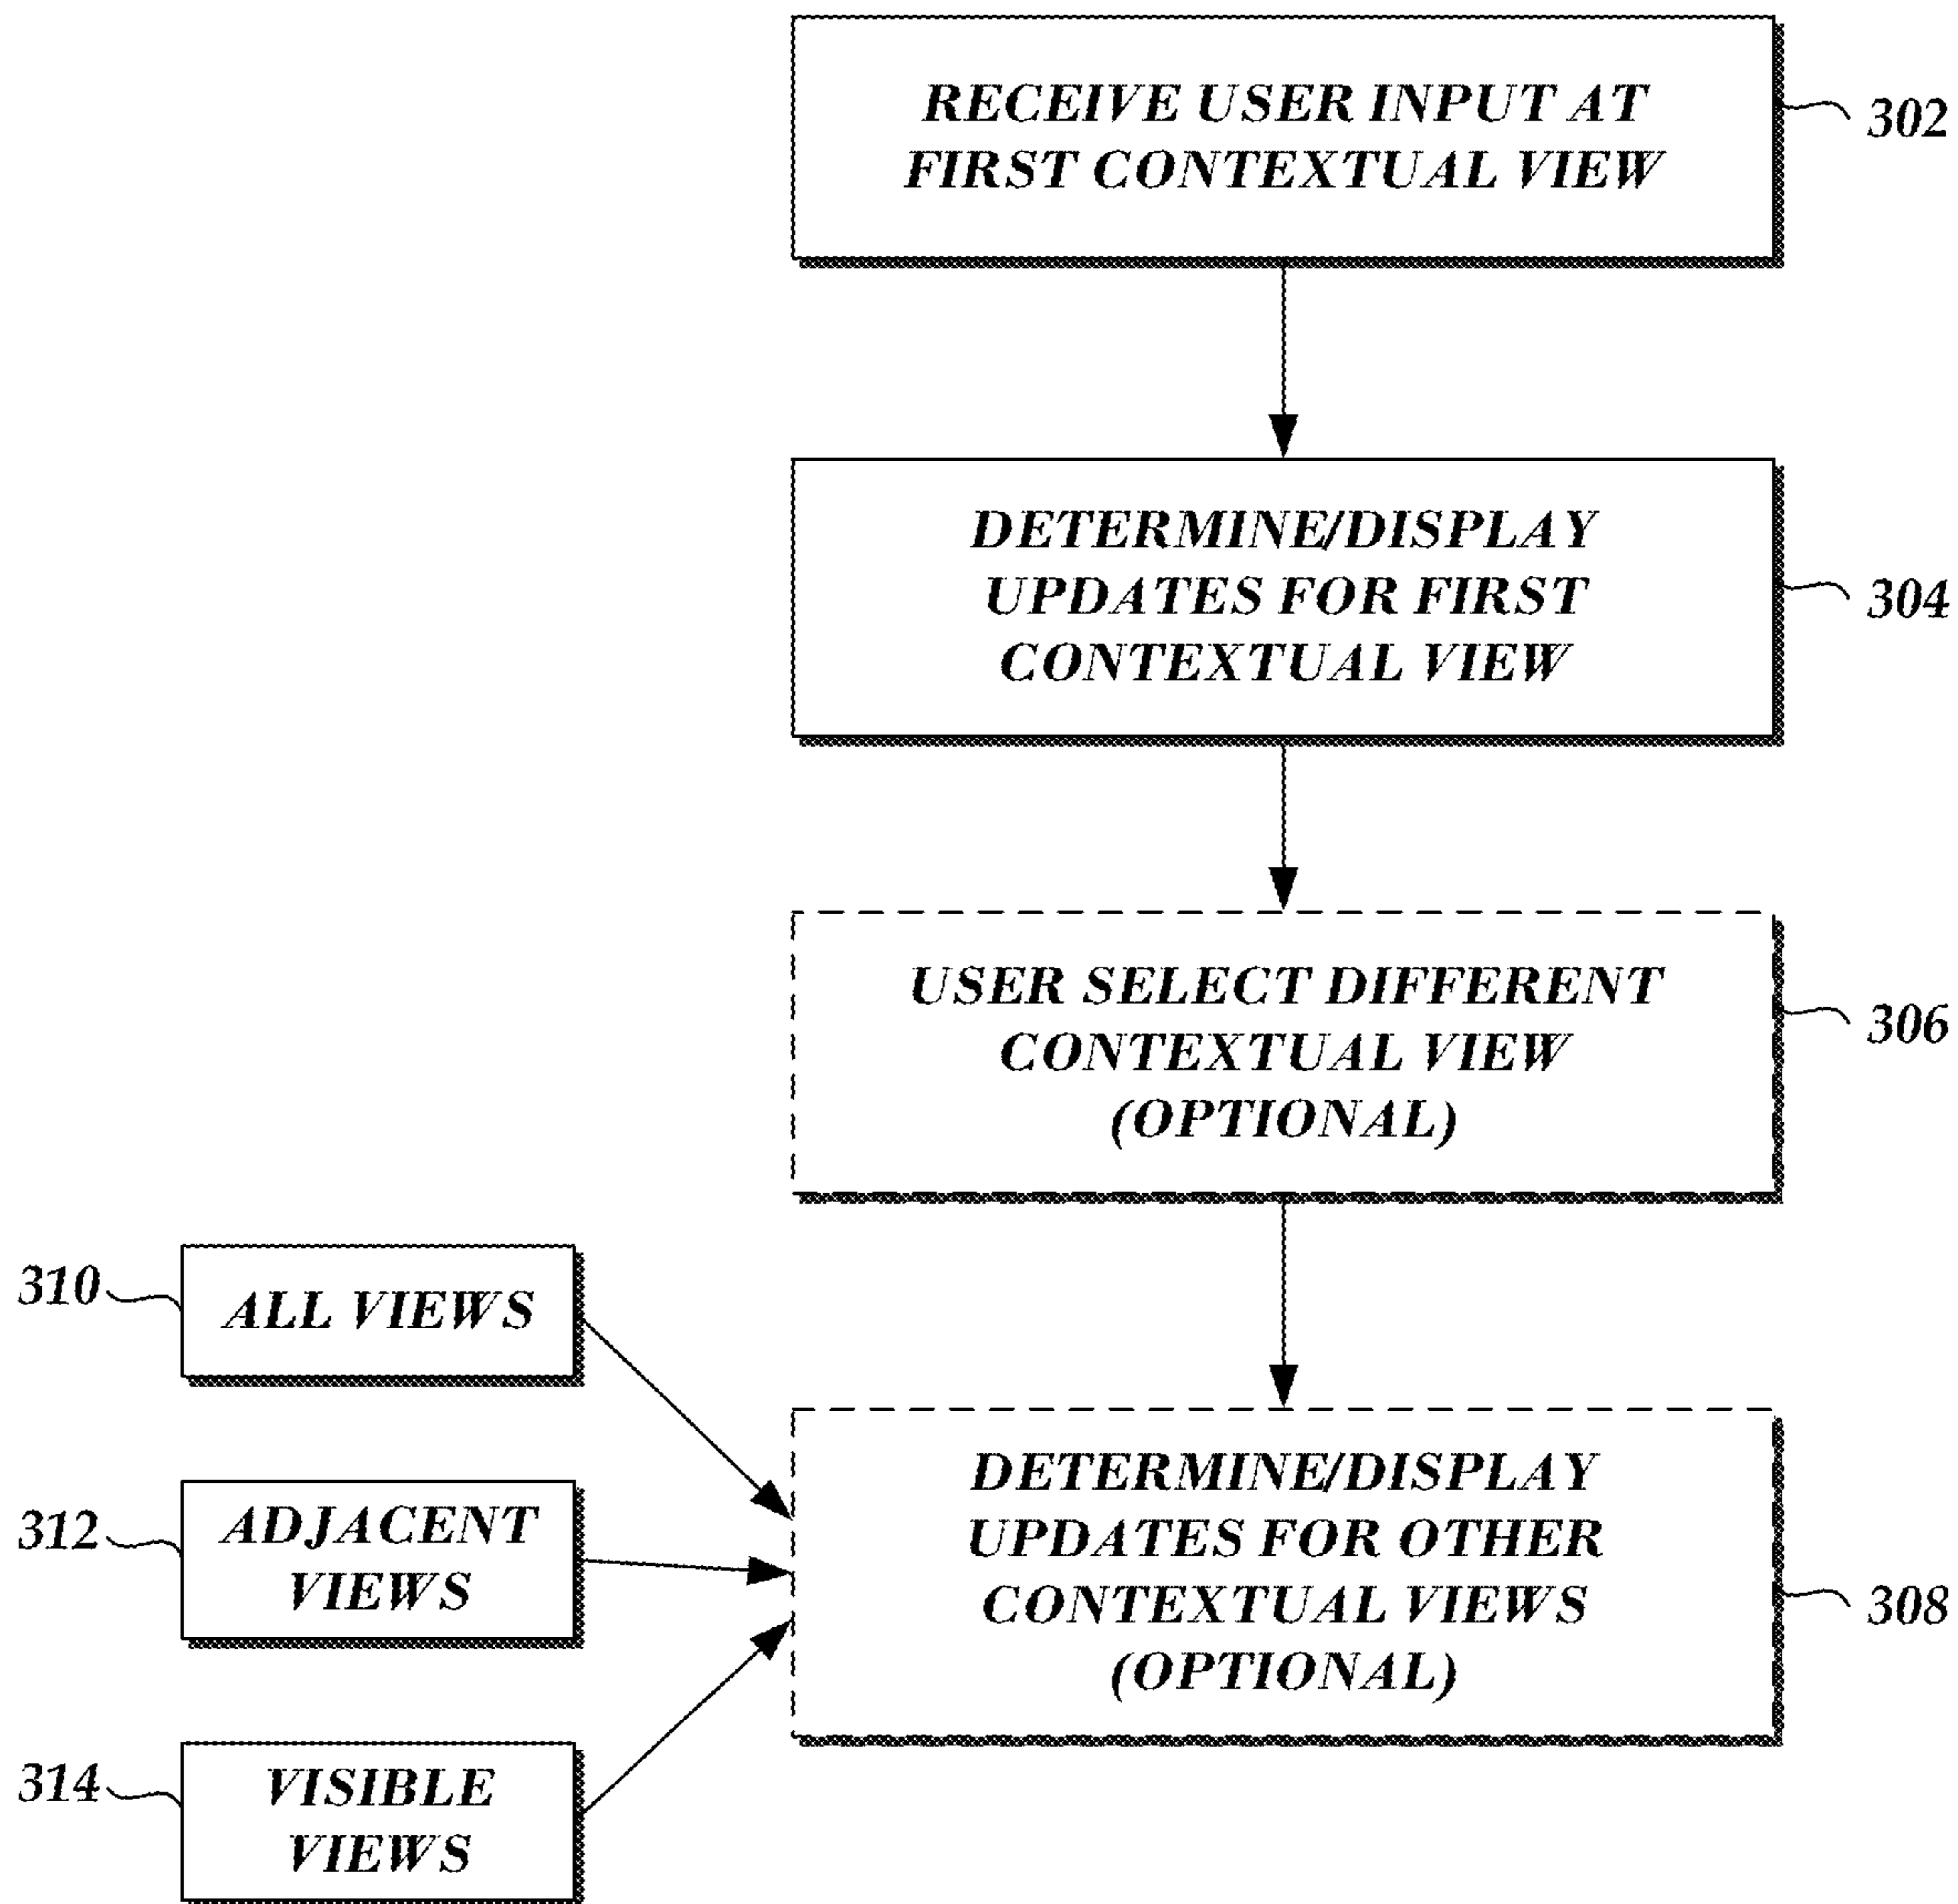 RECEIVE USER INPUT AT
FIRST CONTEXTUAL VIEW
302
DETERMINE/DISPLAY
UPDATES FOR FIRST
CONTEXTUAL VIEW
304
USER SELECT DIFFERENT
CONTEXTUAL VIEW
(OPTIONAL)
306
310
ALL VIEWS
312
ADJACENT
VIEWS
314
VISIBLE
VIEWS
DETERMINE/DISPLAY
UPDATES FOR OTHER
CONTEXTUAL VIEWS
(OPTIONAL)
308